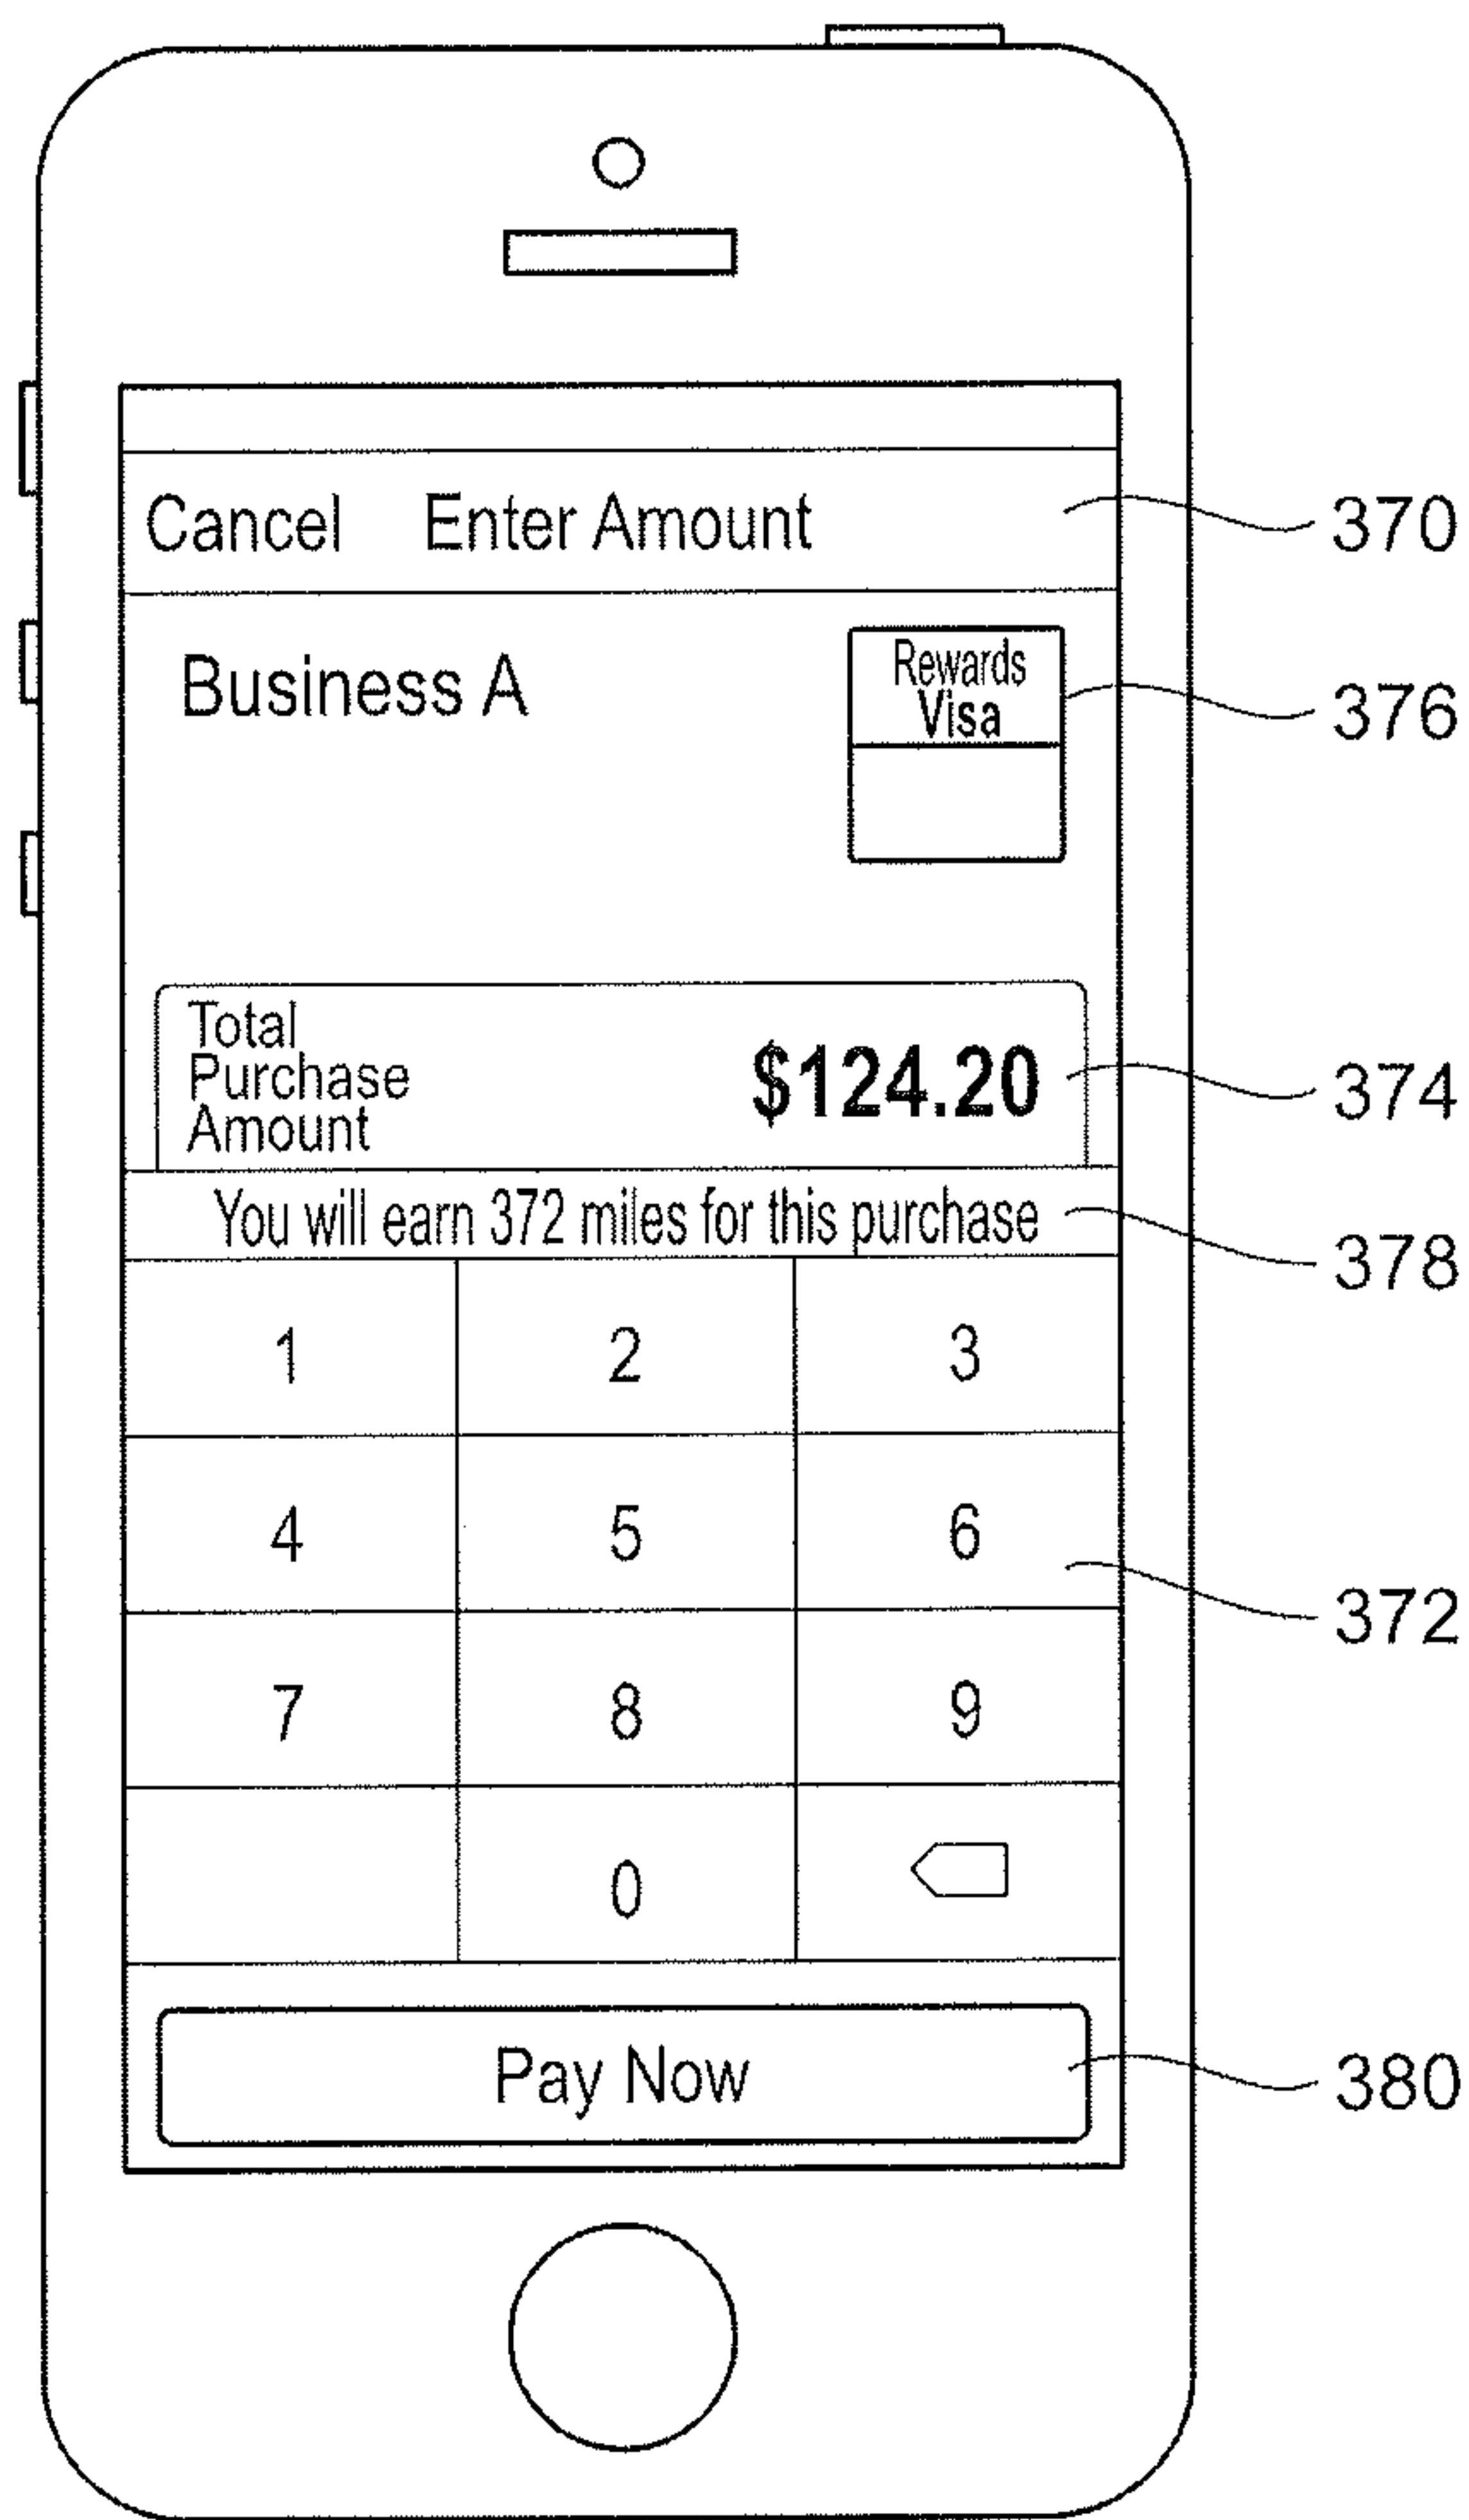 Cancel Enter Amount 370
Business A
Rewards
Visa
376
Total
Purchase
Amount
$124.20 374
You will earn 372 miles for this purchase 378
1 2 3
4 5 6
372
7 8 9
0
Pay Now 380